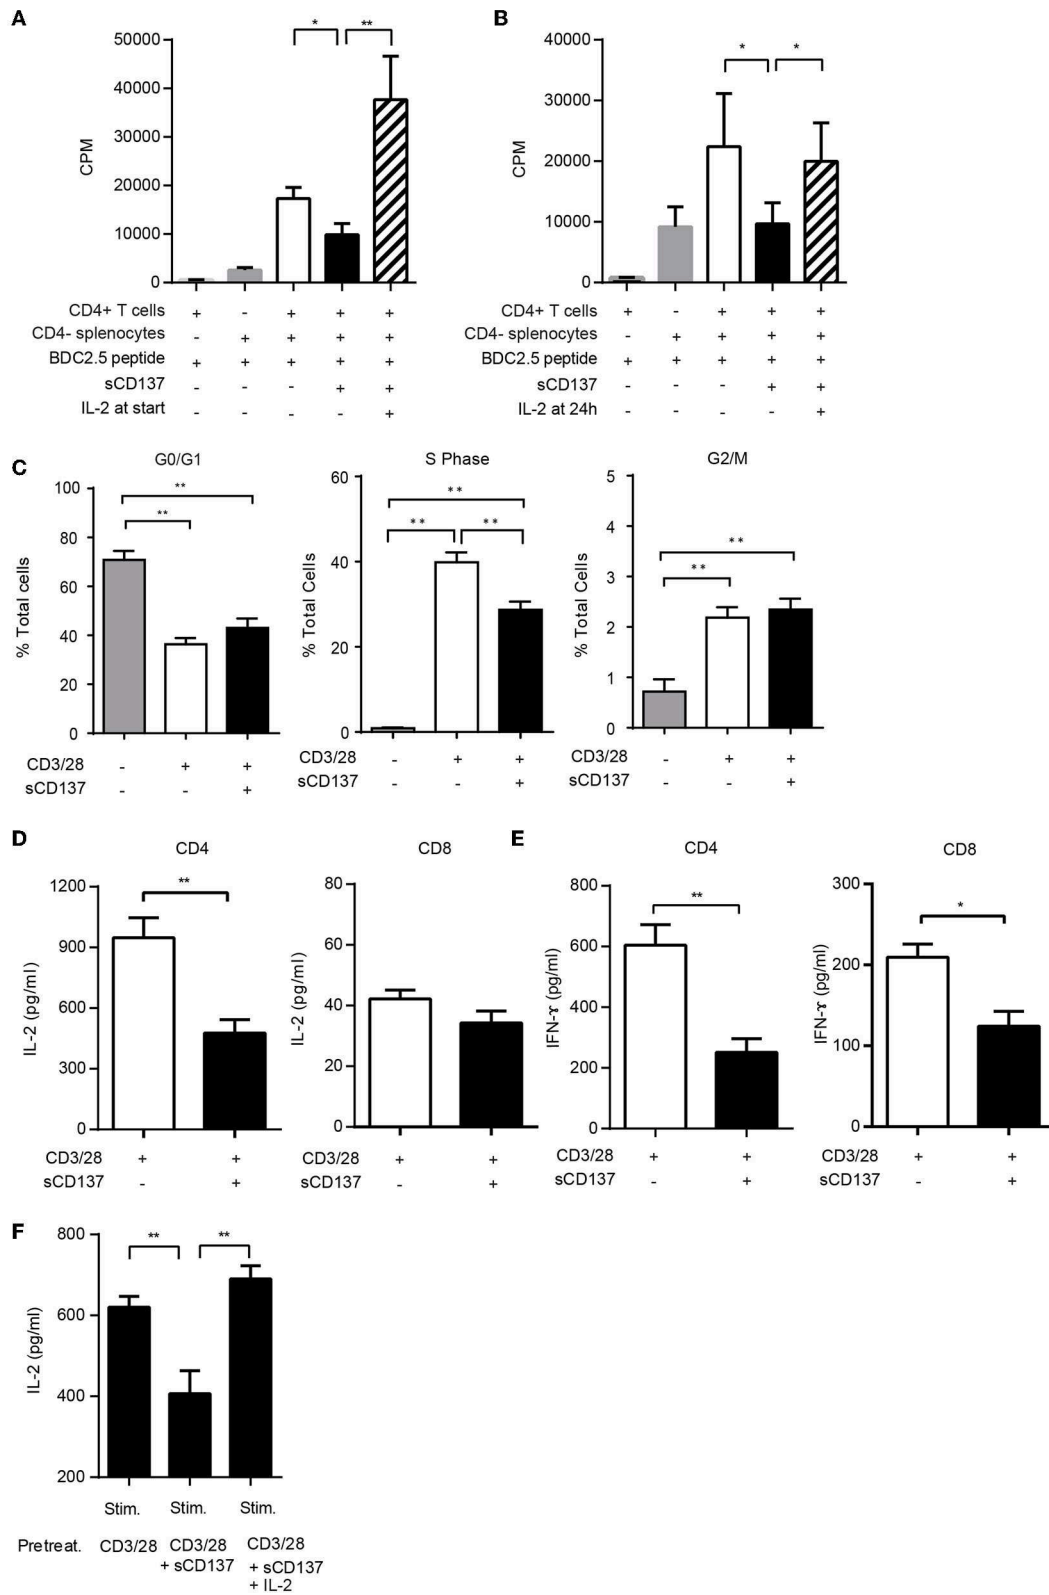 A
50000
40000
30000
20000
10000
0
CPM
* **
CD4+ T cells + - + + +
CD4- splenocytes - + + + +
BDC2.5 peptide + + + + +
sCD137 - - - + +
IL-2 at start - - - - +
B
40000
30000
20000
10000
0
CPM
* *
CD4+ T cells + - + + +
CD4- splenocytes - + + + +
BDC2.5 peptide + + + + +
sCD137 - - - + +
IL-2 at 24h - - - - +
C
G0/G1
100
80
60
40
20
0
% Total cells
**
**
CD3/28 - + +
sCD137 - - +
S Phase
60
40
20
0
% Total Cells
**
** **
CD3/28 - + +
sCD137 - - +
G2/M
5
4
3
2
1
0
% Total Cells
**
**
CD3/28 - + +
sCD137 - - +
D
CD4
1200
900
600
300
0
IL-2 (pg/ml)
**
CD3/28 + +
sCD137 - +
CD8
80
60
40
20
0
IL-2 (pg/ml)
CD3/28 + +
sCD137 - +
E
CD4
800
600
400
200
0
IFN-ɤ (pg/ml)
**
CD3/28 + +
sCD137 - +
CD8
300
200
100
0
IFN-ɤ (pg/ml)
*
CD3/28 + +
sCD137 - +
F
800
600
400
200
IL-2 (pg/ml)
** **
Stim. Stim. Stim.
Pretreat. CD3/28 CD3/28 CD3/28
+ sCD137 + sCD137
+ IL-2